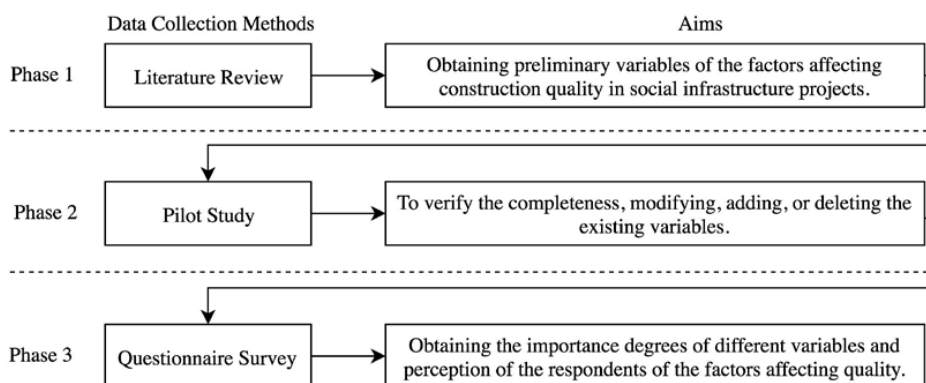 Data Collection Methods
Aims
Phase 1
Literature Review
Obtaining preliminary variables of the factors affecting
construction quality in social infrastructure projects.
Phase 2
Pilot Study
To verify the completeness, modifying, adding, or deleting the
existing variables.
Phase 3
Questionnaire Survey
Obtaining the importance degrees of different variables and
perception of the respondents of the factors affecting quality.